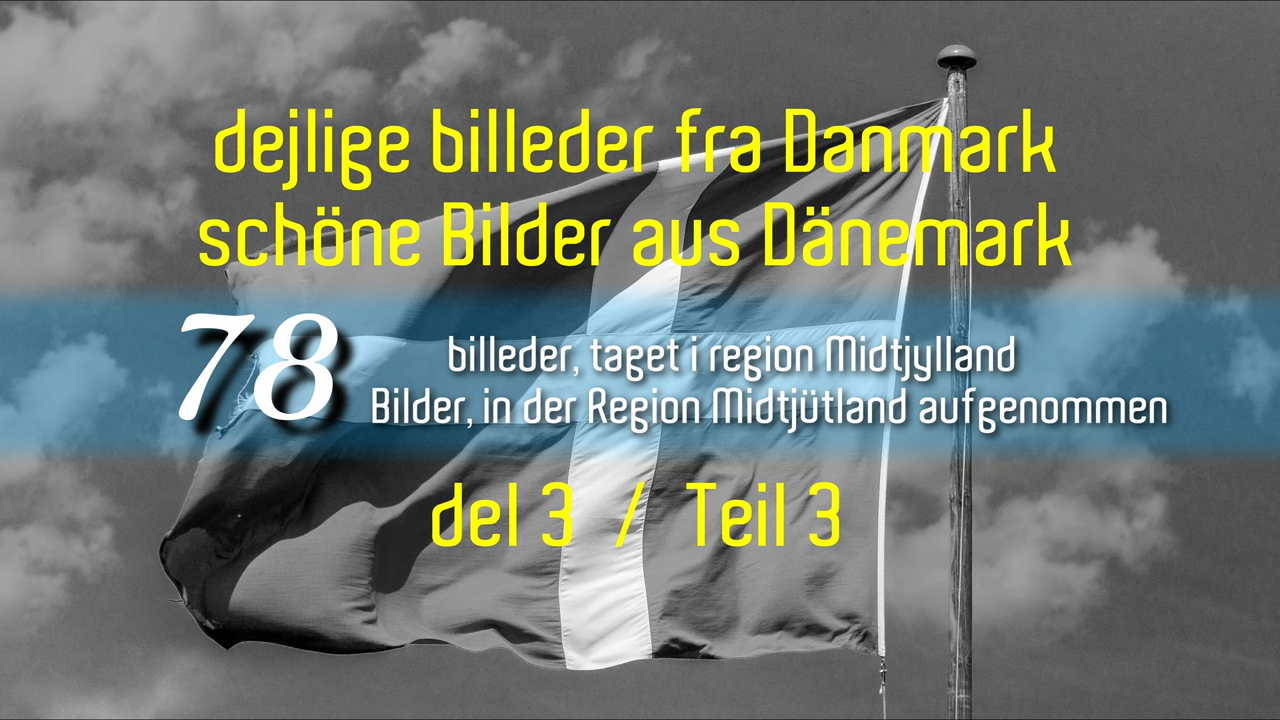 dejlige billeder fra Danmark
schöne Bilder aus Dänemark
78
billeder, taget i region Midtjylland
Bilder, in der Region Midtjütland aufgenommen
del 3 / Teil 3